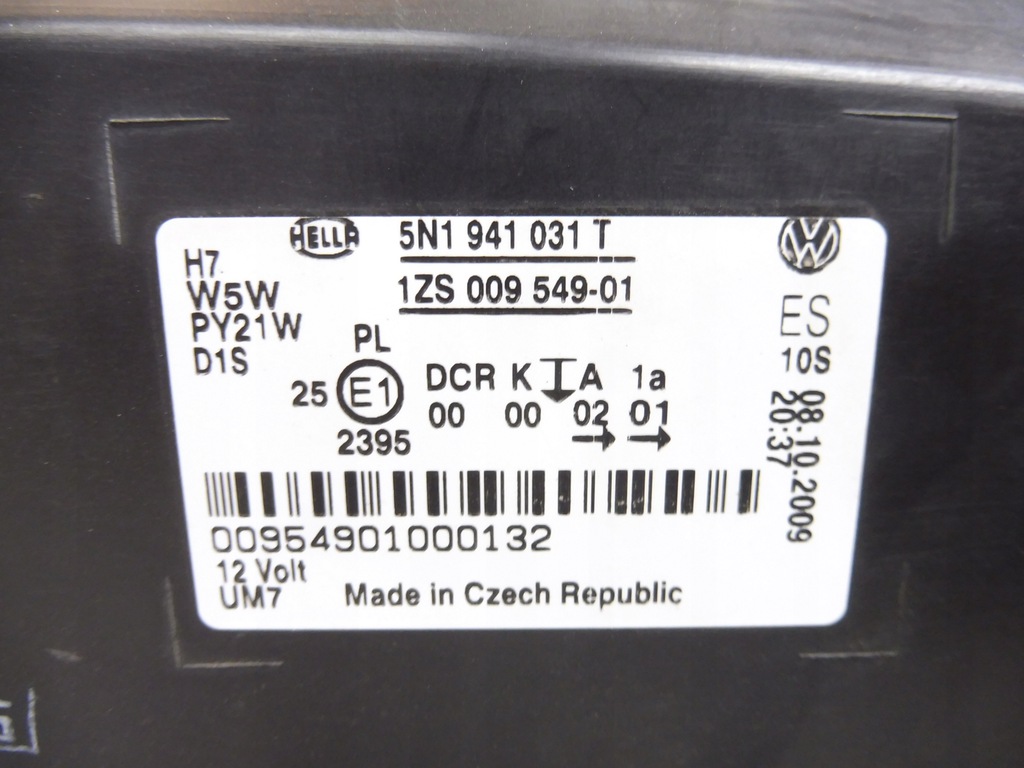 HELLA
5N1 941 031 T
1ZS 009 549-01
H7
W5W
PY21W
D1S
PL
25 E1
2395
DCR K A 1a
00 00 02 01
VW
ES
10S
08.10.2009
20:37
00954901000132
12 Volt
UM7
Made in Czech Republic